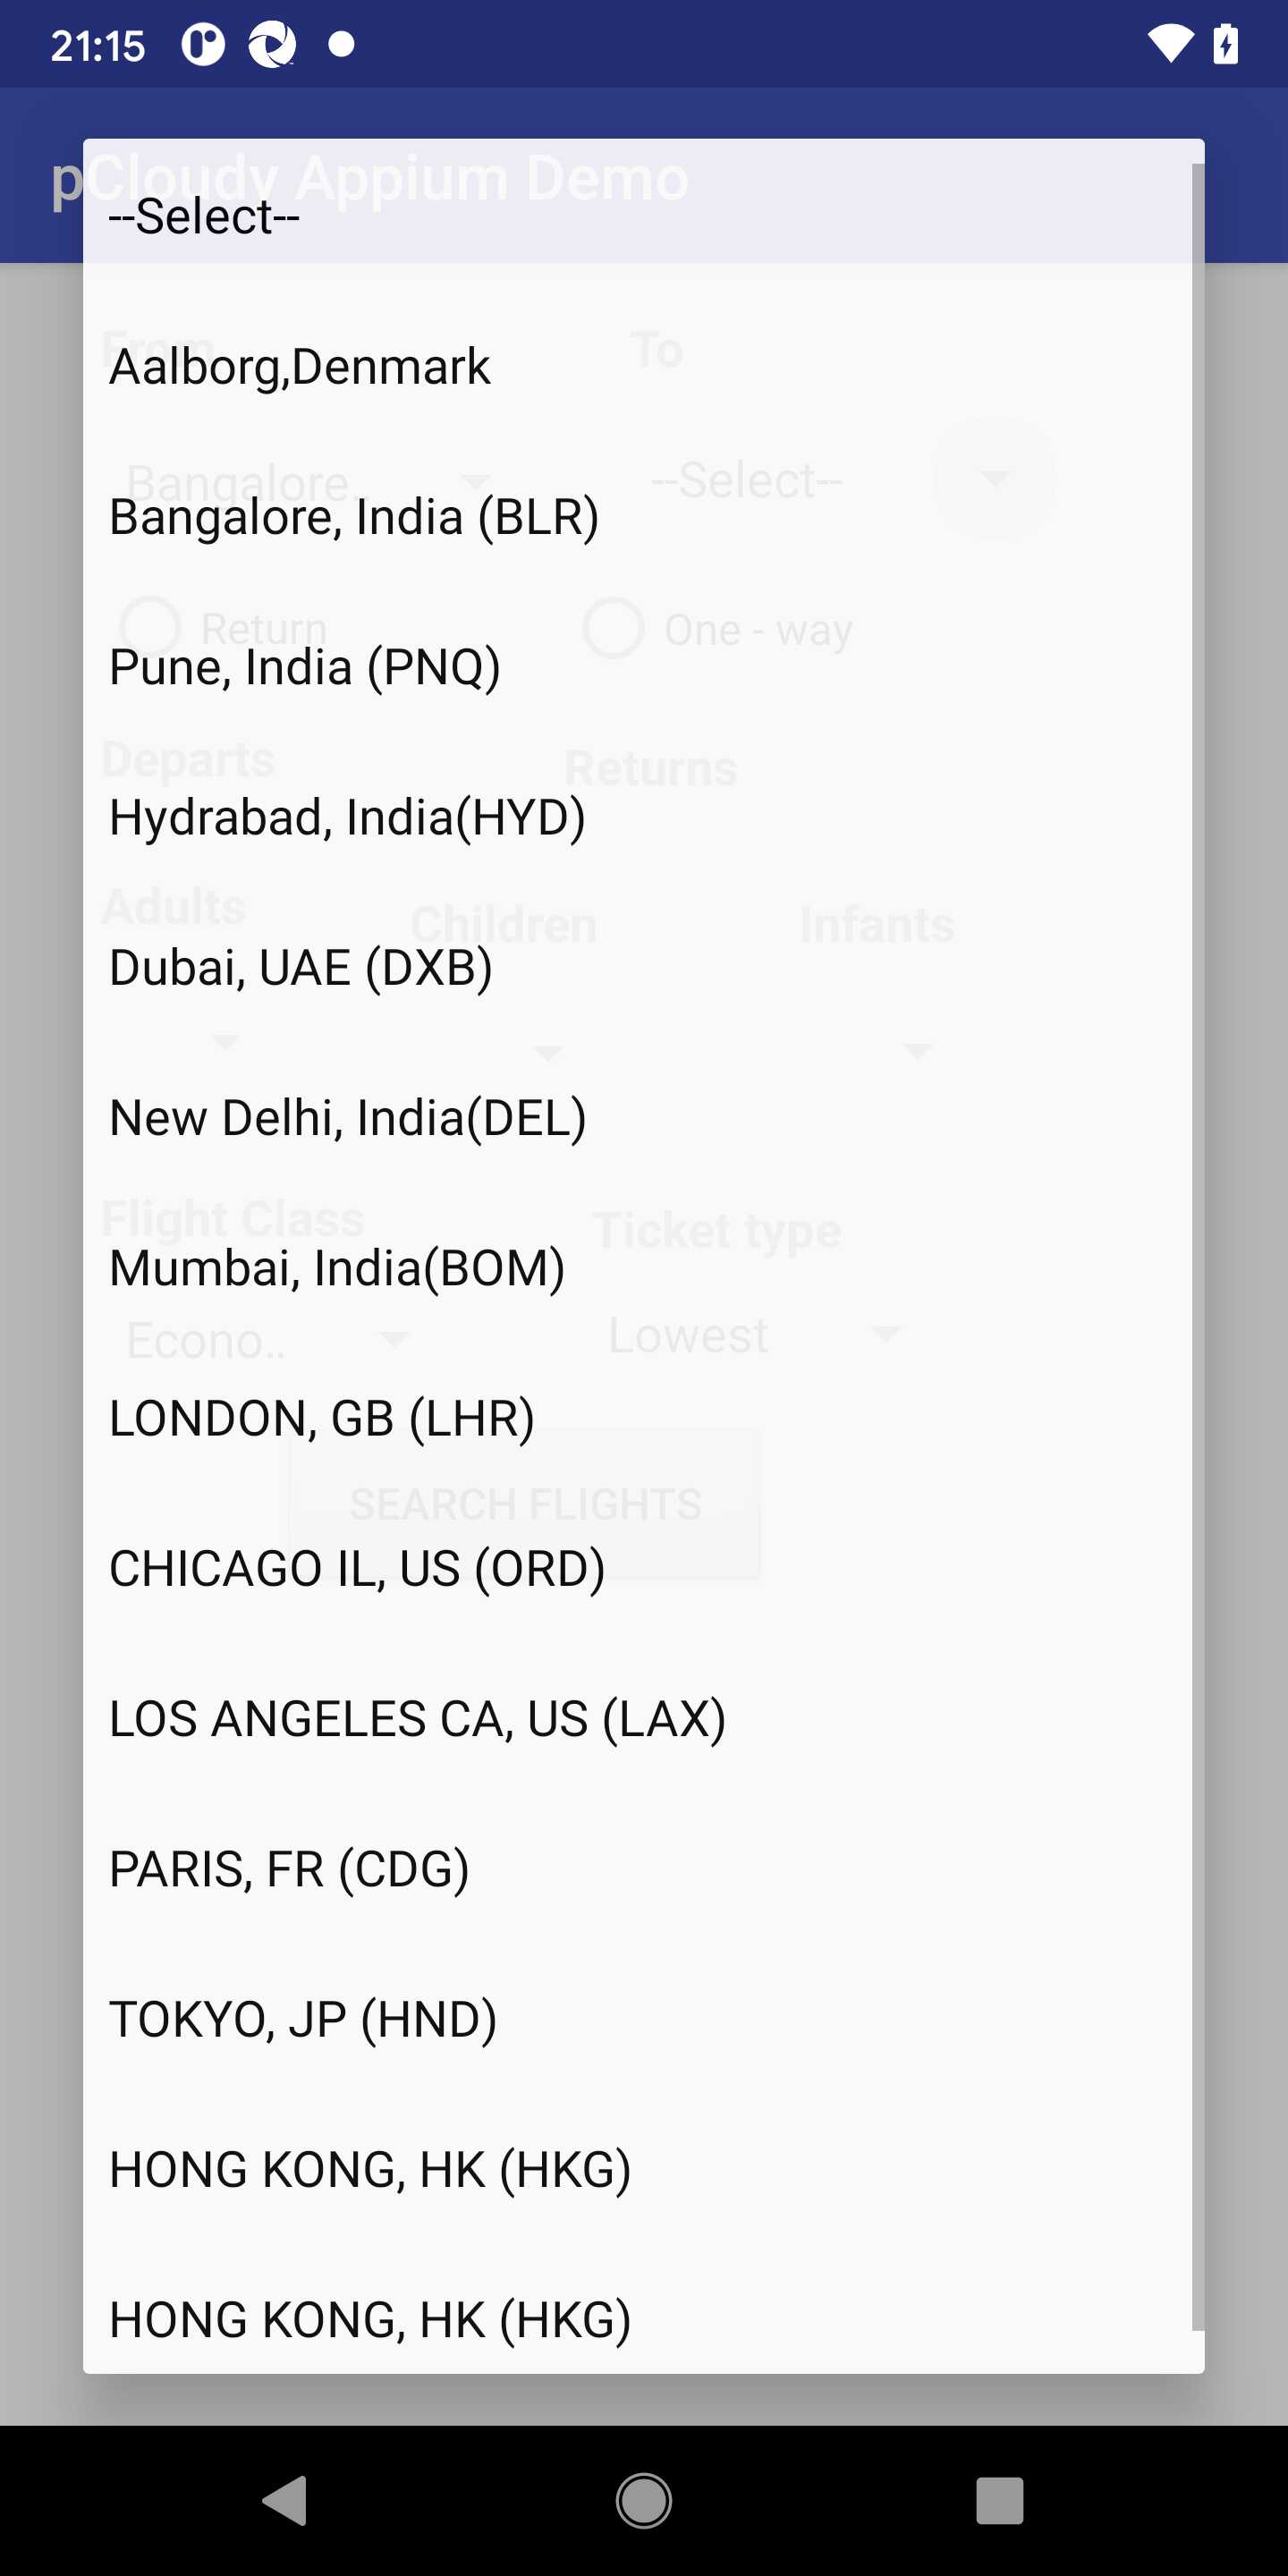 21:15
pCloudy Appium Demo
--Select--
From To
Aalborg,Denmark
Bangalore.. --Select--
Bangalore, India (BLR)
Return One - way
Pune, India (PNQ)
Departs Returns
Hydrabad, India(HYD)
Adults Children Infants
Dubai, UAE (DXB)
New Delhi, India(DEL)
Flight Class Ticket type
Mumbai, India(BOM)
Econo.. Lowest
LONDON, GB (LHR)
SEARCH FLIGHTS
CHICAGO IL, US (ORD)
LOS ANGELES CA, US (LAX)
PARIS, FR (CDG)
TOKYO, JP (HND)
HONG KONG, HK (HKG)
HONG KONG, HK (HKG)